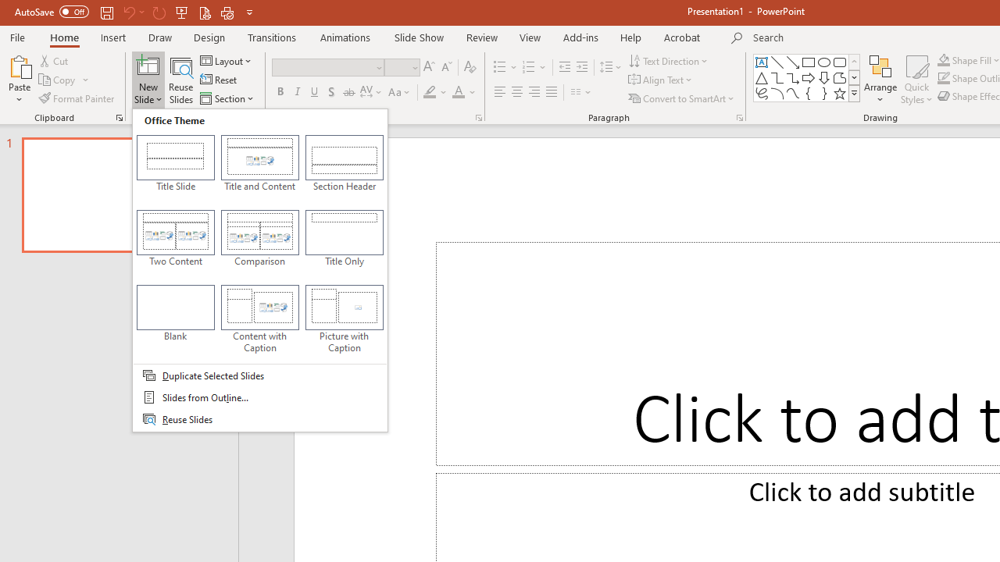 AutoSave Off Presentation1 - PowerPoint
File Home Insert Draw Design Transitions Animations Slide Show Review View Add-ins Help Acrobat Search
Paste Cut Copy Format Painter Clipboard
New Slide Reuse Slides Layout Reset Section
B I U S ab AV Aa A
Text Direction Align Text Convert to SmartArt Paragraph
Arrange Quick Styles Shape Fill Shape Outli Shape Effec Drawing
1
Office Theme
Title Slide Title and Content Section Header
Two Content Comparison Title Only
Blank Content with Caption Picture with Caption
Duplicate Selected Slides
Slides from Outline...
Reuse Slides
Click to add t
Click to add subtitle